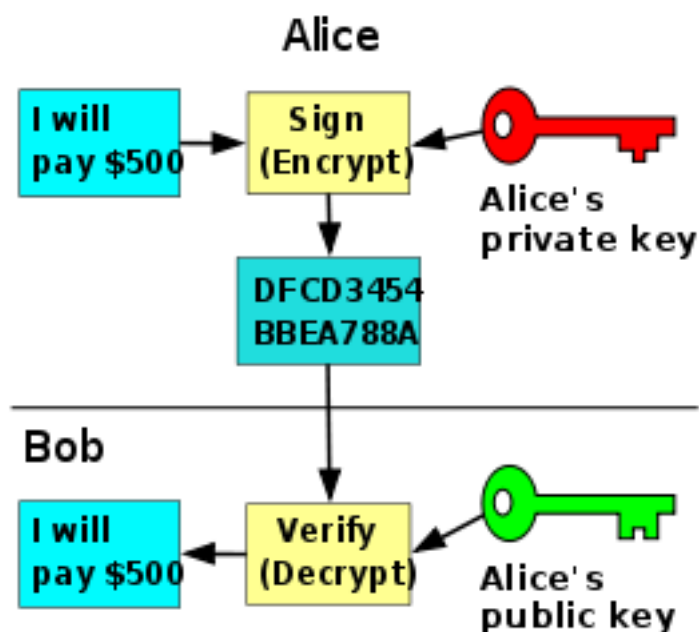 Alice
I will
pay $500
Sign
(Encrypt)
Alice's
private key
DFCD3454
BBEA788A
Bob
I will
pay $500
Verify
(Decrypt)
Alice's
public key